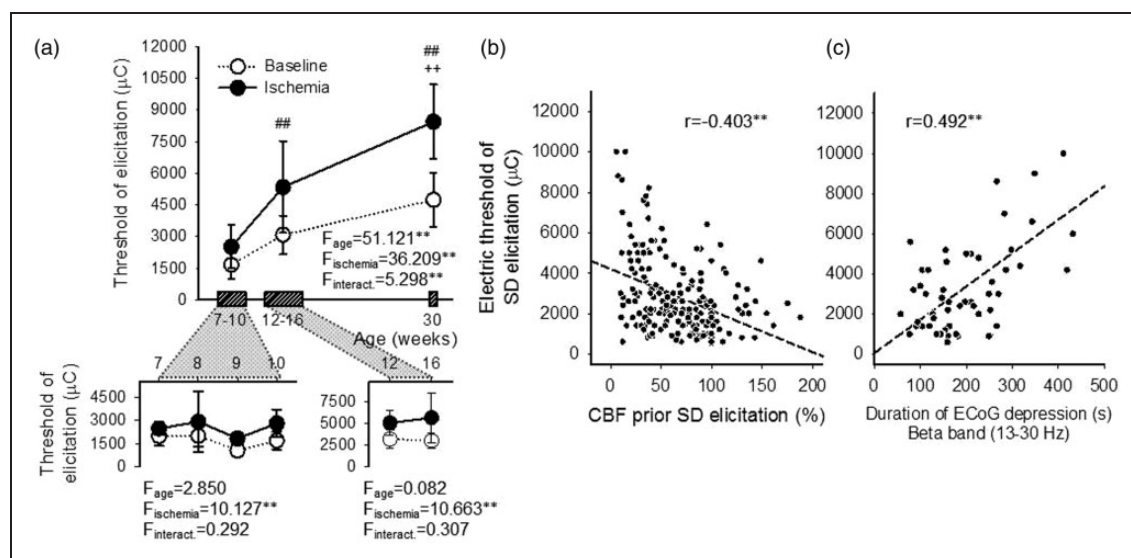 (a)
12000
10500
9000
7500
6000
4500
3000
1500
0
Threshold of elicitation (μC)
Baseline
Ischemia
##
##
++
Fage=51.121**
Fischemia=36.209**
Finteract.=5.298**
7-10
12-16
30
Age (weeks)
7
8
9
10
12
16
Threshold of
elicitation (μC)
4500
3000
1500
0
7500
5000
2500
0
Fage=2.850
Fischemia=10.127**
Finteract.=0.292
Fage=0.082
Fischemia=10.663**
Finteract.=0.307
(b)
r=-0.403**
Electric threshold of
SD elicitation (μC)
12000
10000
8000
6000
4000
2000
0
0
50
100
150
200
CBF prior SD elicitation (%)
(c)
r=0.492**
12000
10000
8000
6000
4000
2000
0
0
100
200
300
400
500
Duration of ECoG depression (s)
Beta band (13-30 Hz)